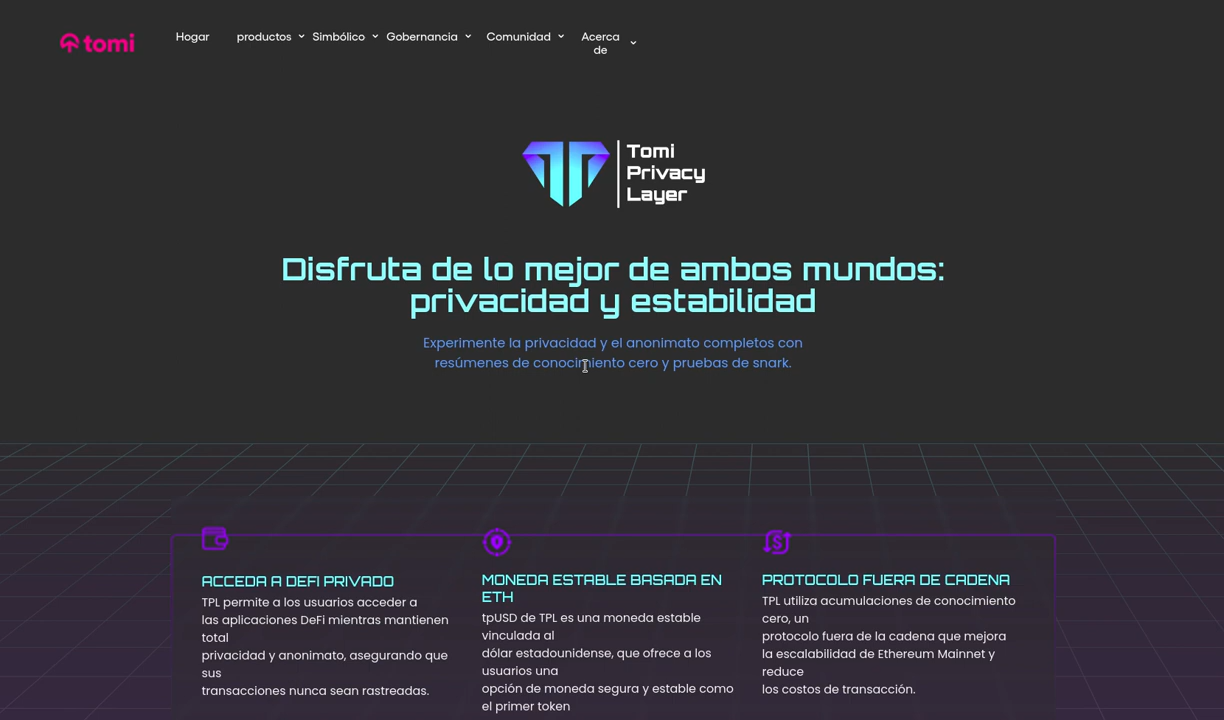 tomi
Hogar productos Simbólico Gobernancia Comunidad Acerca de
Tomi
Privacy
Layer
Disfruta de lo mejor de ambos mundos:
privacidad y estabilidad
Experimente la privacidad y el anonimato completos con
resúmenes de conocimiento cero y pruebas de snark.
ACCEDA A DEFI PRIVADO
TPL permite a los usuarios acceder a
las aplicaciones DeFi mientras mantienen
total
privacidad y anonimato, asegurando que
sus
transacciones nunca sean rastreadas.
MONEDA ESTABLE BASADA EN
ETH
tpUSD de TPL es una moneda estable
vinculada al
dólar estadounidense, que ofrece a los
usuarios una
opción de moneda segura y estable como
el primer token
PROTOCOLO FUERA DE CADENA
TPL utiliza acumulaciones de conocimiento
cero, un
protocolo fuera de la cadena que mejora
la escalabilidad de Ethereum Mainnet y
reduce
los costos de transacción.